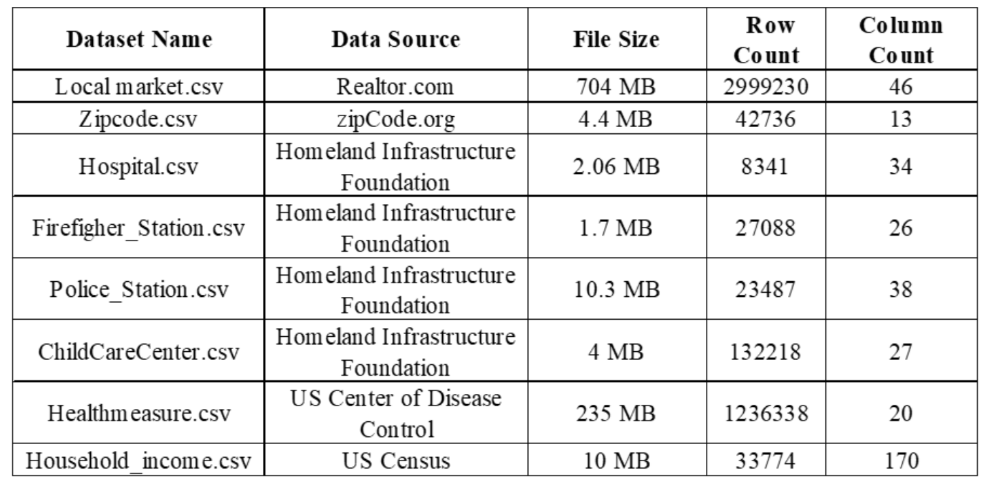 Dataset Name Data Source File Size Row Count Column Count
Local market.csv Realtor.com 704 MB 2999230 46
Zipcode.csv zipCode.org 4.4 MB 42736 13
Hospital.csv Homeland Infrastructure Foundation 2.06 MB 8341 34
Firefigher_Station.csv Homeland Infrastructure Foundation 1.7 MB 27088 26
Police_Station.csv Homeland Infrastructure Foundation 10.3 MB 23487 38
ChildCareCenter.csv Homeland Infrastructure Foundation 4 MB 132218 27
Healthmeasure.csv US Center of Disease Control 235 MB 1236338 20
Household_income.csv US Census 10 MB 33774 170